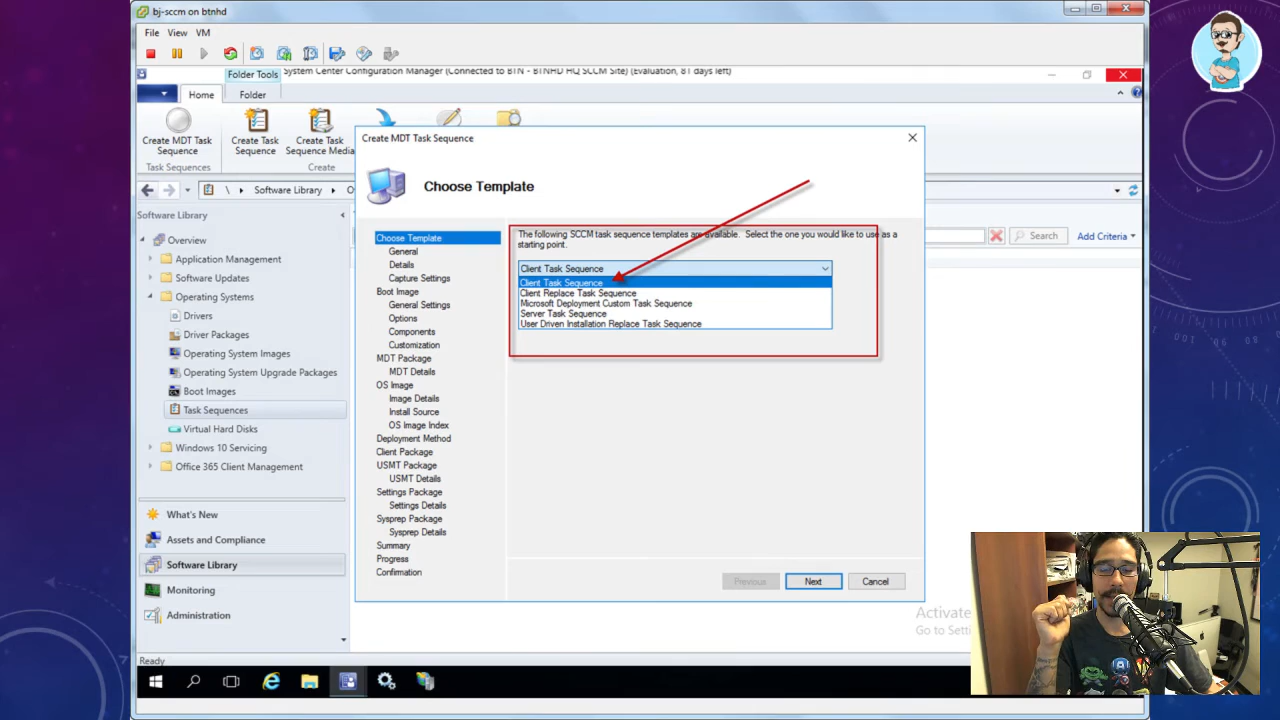 bj-sccm on btnhd
File View VM
Folder Tools
System Center Configuration Manager (Connected to BTN - BTNHD HQ SCCM Site) (Evaluation, 81 days left)
Home Folder
Create MDT Task Sequence
Create Task Sequence
Create Task Sequence Media
Task Sequences
Create
\ Software Library
Search
Add Criteria
Software Library
Overview
Application Management
Software Updates
Operating Systems
Drivers
Driver Packages
Operating System Images
Operating System Upgrade Packages
Boot Images
Task Sequences
Virtual Hard Disks
Windows 10 Servicing
Office 365 Client Management
What's New
Assets and Compliance
Software Library
Monitoring
Administration
Ready
Create MDT Task Sequence
Choose Template
Choose Template
General
Details
Capture Settings
Boot Image
General Settings
Options
Components
Customization
MDT Package
MDT Details
OS Image
Image Details
Install Source
OS Image Index
Deployment Method
Client Package
USMT Package
USMT Details
Settings Package
Settings Details
Sysprep Package
Sysprep Details
Summary
Progress
Confirmation
The following SCCM task sequence templates are available. Select the one you would like to use as a
starting point.
Client Task Sequence
Client Task Sequence
Client Replace Task Sequence
Microsoft Deployment Custom Task Sequence
Server Task Sequence
User Driven Installation Replace Task Sequence
Previous Next Cancel
Activate
Go to